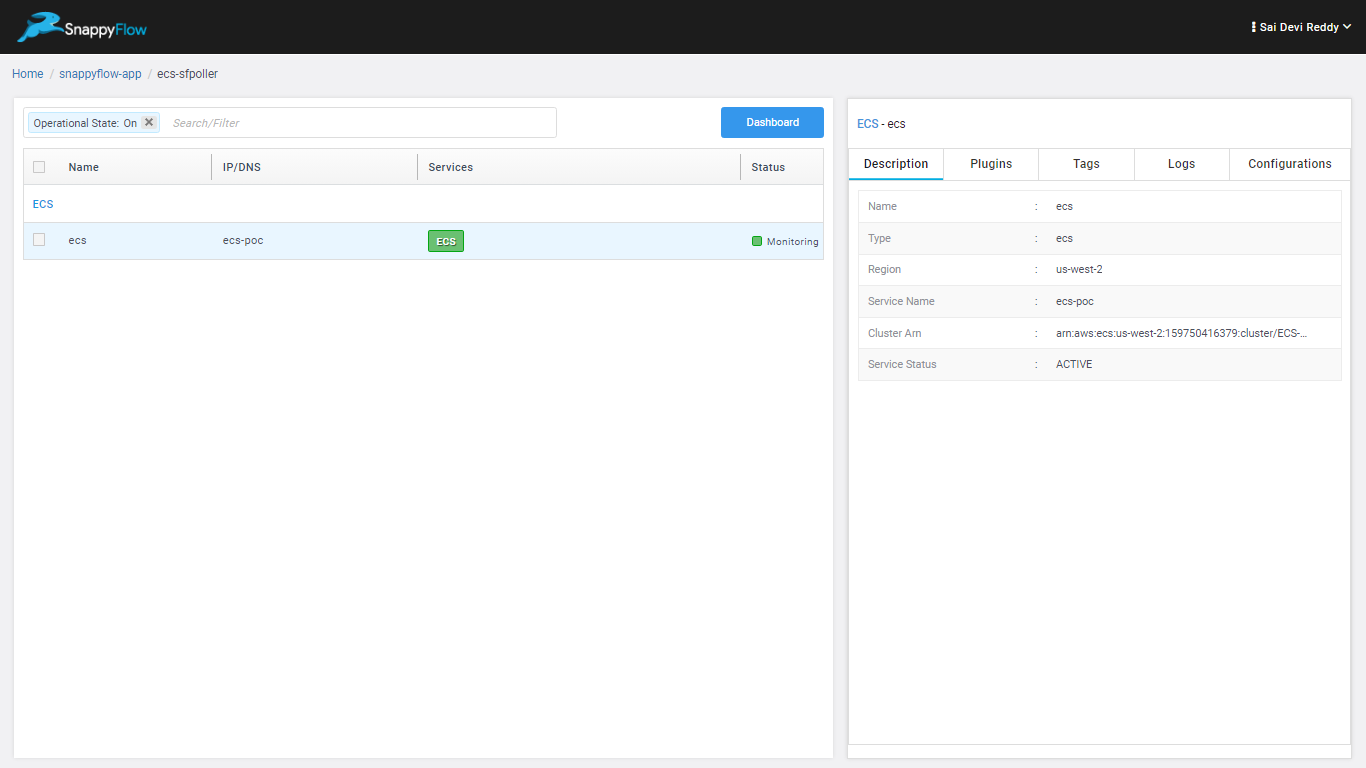 SnappyFlow
Sai Devi Reddy
Home / snappyflow-app / ecs-sfpoller
Operational State: On Search/Filter
Dashboard
Name IP/DNS Services Status
ECS
ecs ecs-poc ECS Monitoring
ECS - ecs
Description Plugins Tags Logs Configurations
Name : ecs
Type : ecs
Region : us-west-2
Service Name : ecs-poc
Cluster Arn : arn:aws:ecs:us-west-2:159750416379:cluster/ECS-...
Service Status : ACTIVE